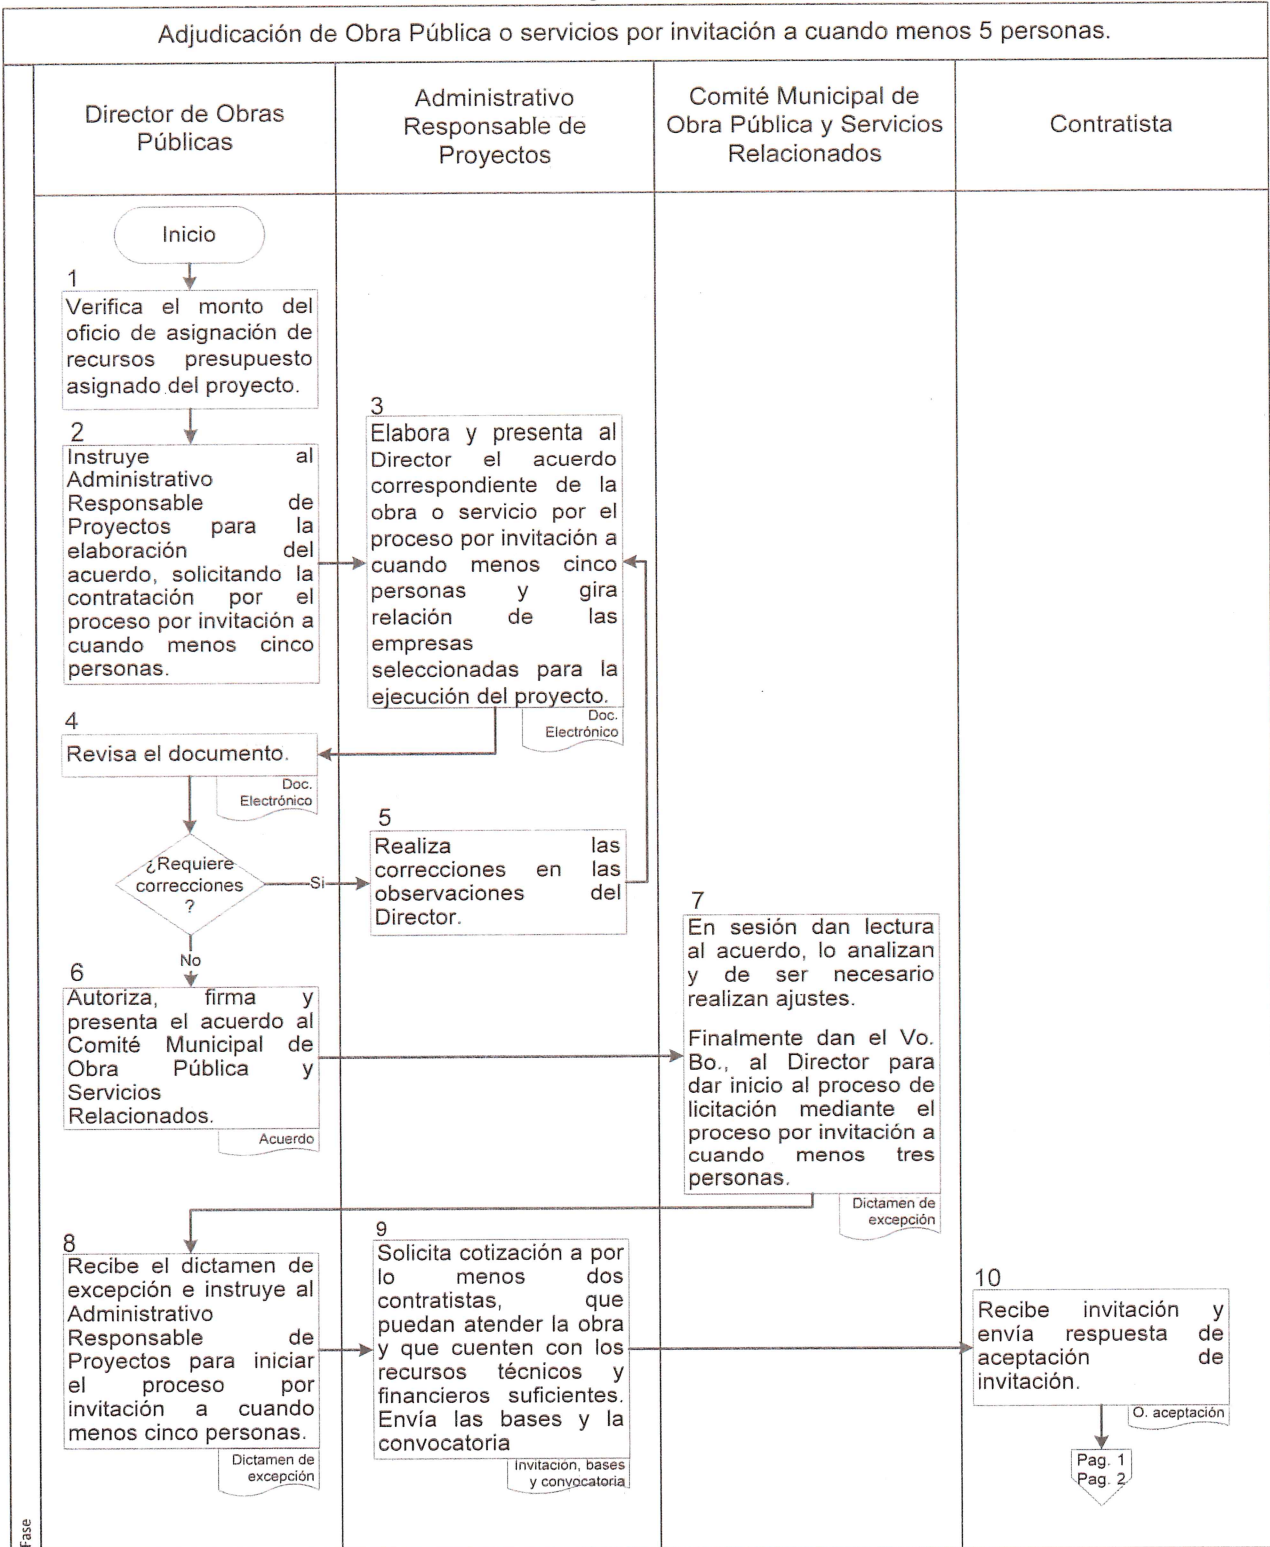 Adjudicación de Obra Pública o servicios por invitación a cuando menos 5 personas.
Director de Obras
Públicas
Administrativo
Responsable de
Proyectos
Comité Municipal de
Obra Pública y Servicios
Relacionados
Contratista
Inicio
1
Verifica el monto del
oficio de asignación de
recursos presupuesto
asignado del proyecto.
2
Instruye al
Administrativo
Responsable de
Proyectos para la
elaboración del
acuerdo, solicitando la
contratación por el
proceso por invitación a
cuando menos cinco
personas.
3
Elabora y presenta al
Director el acuerdo
correspondiente de la
obra o servicio por el
proceso por invitación a
cuando menos cinco
personas y gira
relación de las
empresas
seleccionadas para la
ejecución del proyecto.
Doc.
Electrónico
4
Revisa el documento.
Doc.
Electrónico
¿Requiere
correcciones
?
Si
No
5
Realiza las
correcciones en las
observaciones del
Director.
6
Autoriza, firma y
presenta el acuerdo al
Comité Municipal de
Obra Pública y
Servicios
Relacionados.
Acuerdo
7
En sesión dan lectura
al acuerdo, lo analizan
y de ser necesario
realizan ajustes.
Finalmente dan el Vo.
Bo., al Director para
dar inicio al proceso de
licitación mediante el
proceso por invitación a
cuando menos tres
personas.
Dictamen de
excepción
8
Recibe el dictamen de
excepción e instruye al
Administrativo
Responsable de
Proyectos para iniciar
el proceso por
invitación a cuando
menos cinco personas.
Dictamen de
excepción
9
Solicita cotización a por
lo menos dos
contratistas, que
puedan atender la obra
y que cuenten con los
recursos técnicos y
financieros suficientes.
Envía las bases y la
convocatoria
Invitación, bases
y convocatoria
10
Recibe invitación y
envía respuesta de
aceptación de
invitación.
O. aceptación
Pag. 1
Pag. 2
Fase